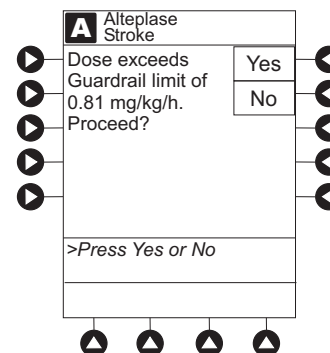 A Alteplase
Stroke
Dose exceeds
Guardrail limit of
0.81 mg/kg/h.
Proceed?
Yes
No
>Press Yes or No